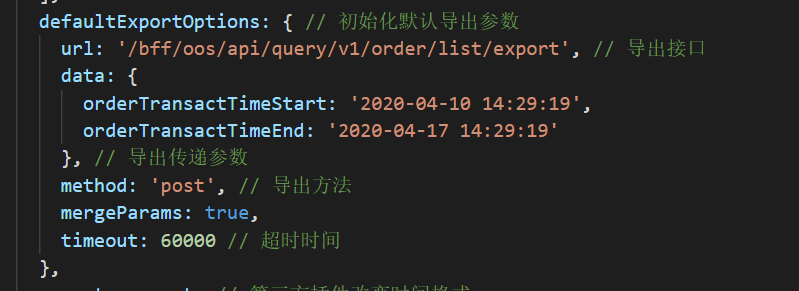 defaultExportOptions: { // 初始化默认导出参数
url: '/bff/oos/api/query/v1/order/list/export', // 导出接口
data: {
orderTransactTimeStart: '2020-04-10 14:29:19',
orderTransactTimeEnd: '2020-04-17 14:29:19'
}, // 导出传递参数
method: 'post', // 导出方法
mergeParams: true,
timeout: 60000 // 超时时间
},